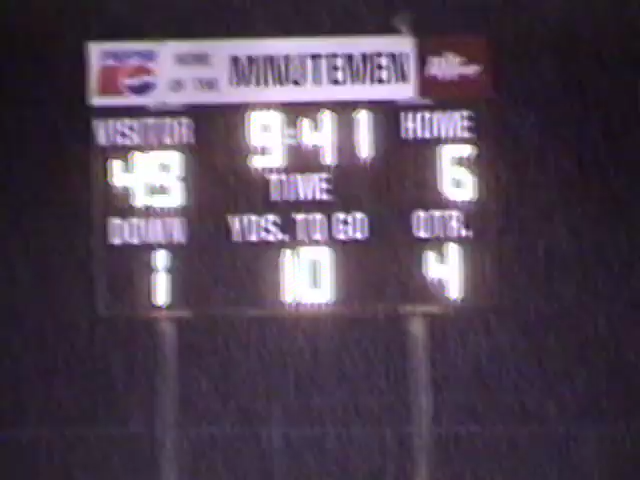 PEPSI HOME OF THE MINUTEMEN
VISITOR 9:41 HOME
48 TIME 6
DOWN YDS. TO GO QTR.
1 10 4